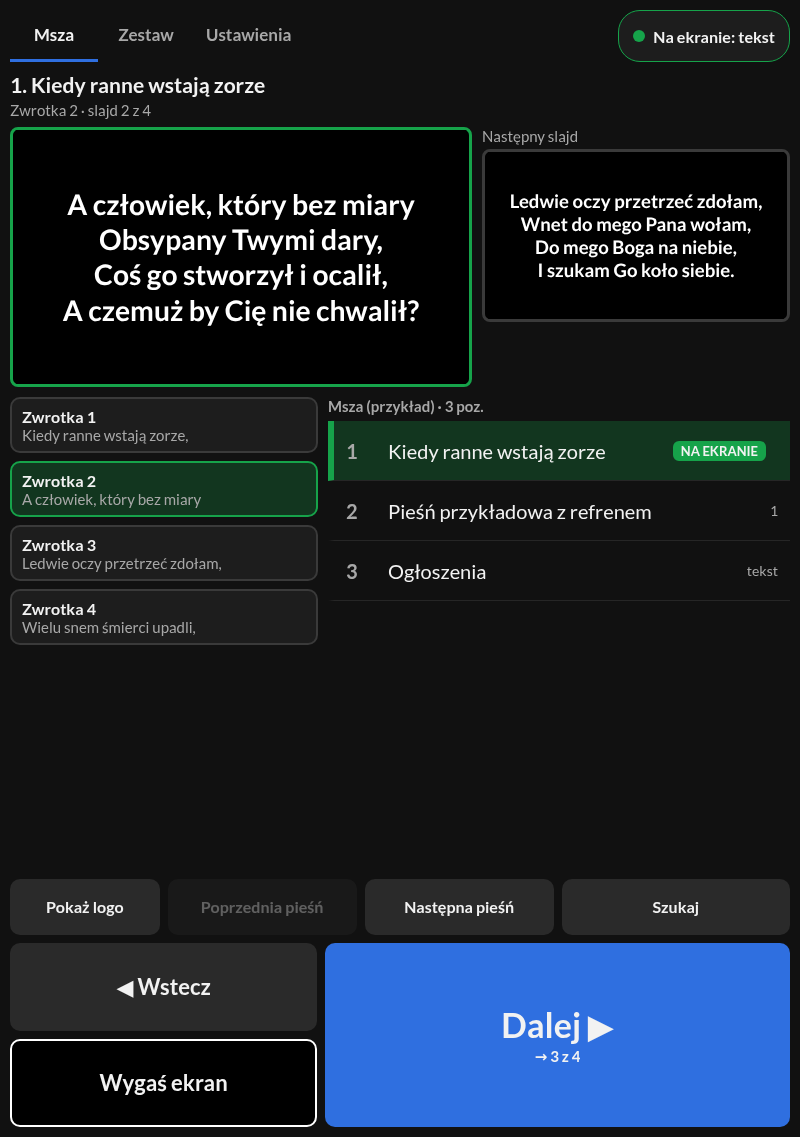 Msza
Zestaw
Ustawienia
Na ekranie: tekst
1. Kiedy ranne wstają zorze
Zwrotka 2 · slajd 2 z 4
A człowiek, który bez miary
Obsypany Twymi dary,
Coś go stworzył i ocalił,
A czemuż by Cię nie chwalił?
Następny slajd
Ledwie oczy przetrzeć zdołam,
Wnet do mego Pana wołam,
Do mego Boga na niebie,
I szukam Go koło siebie.
Zwrotka 1
Kiedy ranne wstają zorze,
Zwrotka 2
A człowiek, który bez miary
Zwrotka 3
Ledwie oczy przetrzeć zdołam,
Zwrotka 4
Wielu snem śmierci upadli,
Msza (przykład) · 3 poz.
1 Kiedy ranne wstają zorze NA EKRANIE
2 Pieśń przykładowa z refrenem 1
3 Ogłoszenia tekst
Pokaż logo
Poprzednia pieśń
Następna pieśń
Szukaj
◀ Wstecz
Dalej ▶
→ 3 z 4
Wygaś ekran